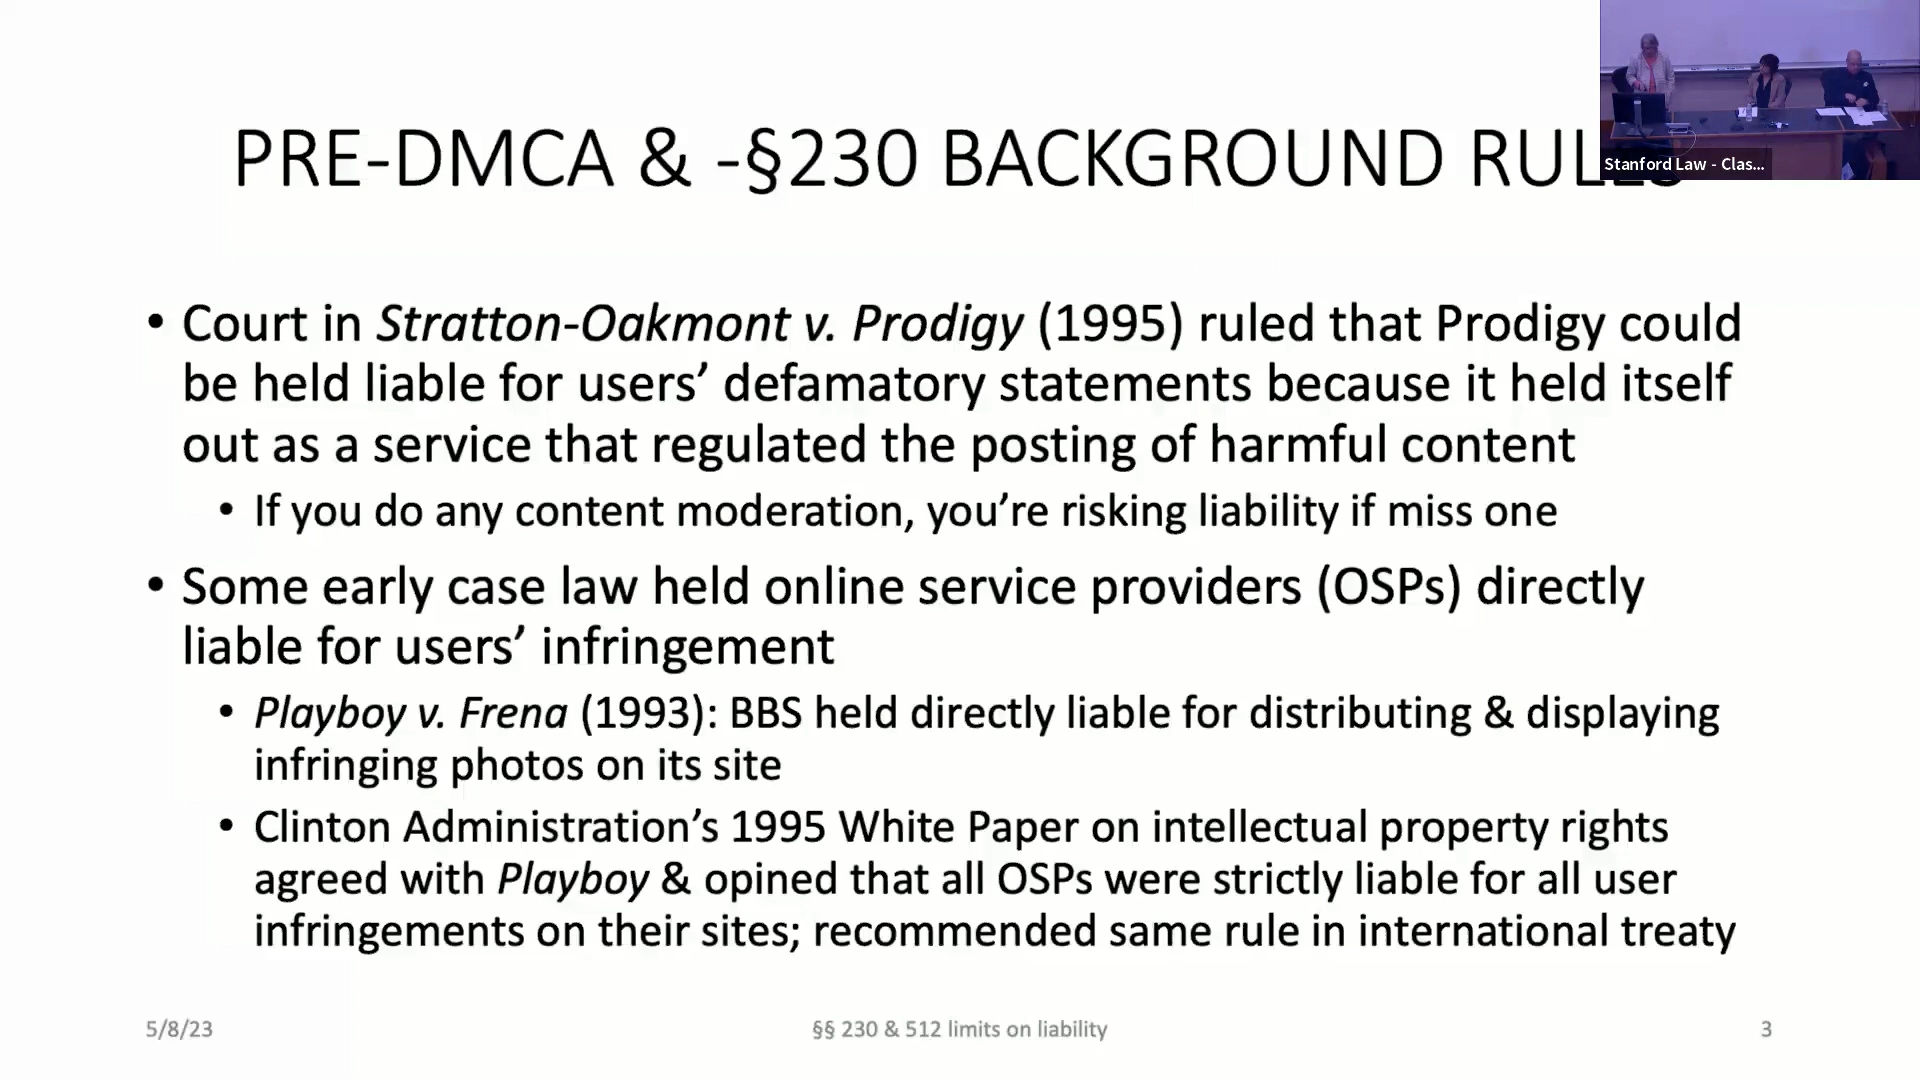 PRE-DMCA & -§230 BACKGROUND RULES
Stanford Law - Clas...
• Court in Stratton-Oakmont v. Prodigy (1995) ruled that Prodigy could
be held liable for users’ defamatory statements because it held itself
out as a service that regulated the posting of harmful content
• If you do any content moderation, you’re risking liability if miss one
• Some early case law held online service providers (OSPs) directly
liable for users’ infringement
• Playboy v. Frena (1993): BBS held directly liable for distributing & displaying
infringing photos on its site
• Clinton Administration’s 1995 White Paper on intellectual property rights
agreed with Playboy & opined that all OSPs were strictly liable for all user
infringements on their sites; recommended same rule in international treaty
5/8/23
§§ 230 & 512 limits on liability
3